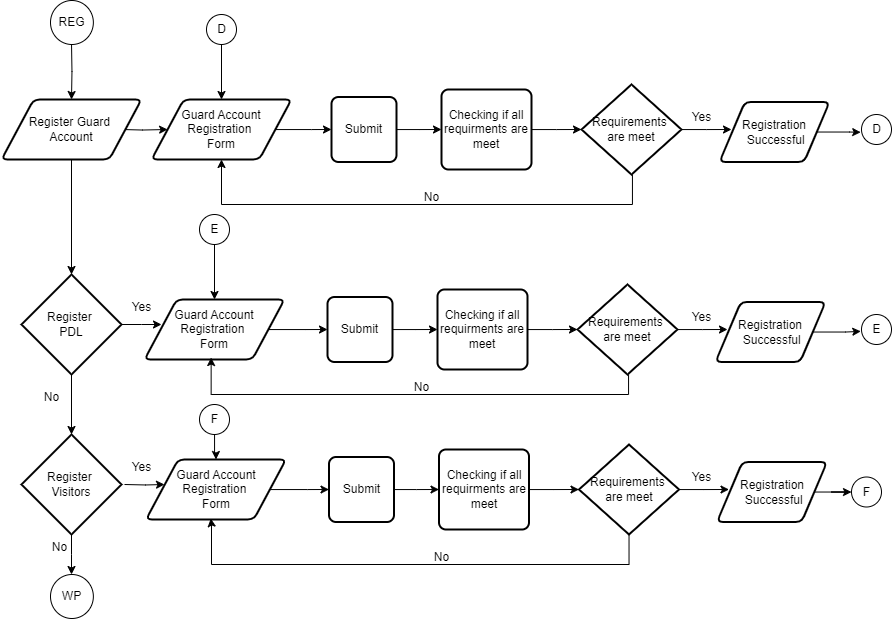 REG
D
Register Guard
Account
Guard Account
Registration
Form
Submit
Checking if all
requirments are
meet
Requirements
are meet
Yes
Registration
Successful
D
No
E
Register
PDL
Yes
Guard Account
Registration
Form
Submit
Checking if all
requirments are
meet
Requirements
are meet
Yes
Registration
Successful
E
No
No
F
Register
Visitors
Yes
Guard Account
Registration
Form
Submit
Checking if all
requirments are
meet
Requirements
are meet
Yes
Registration
Successful
F
No
No
WP